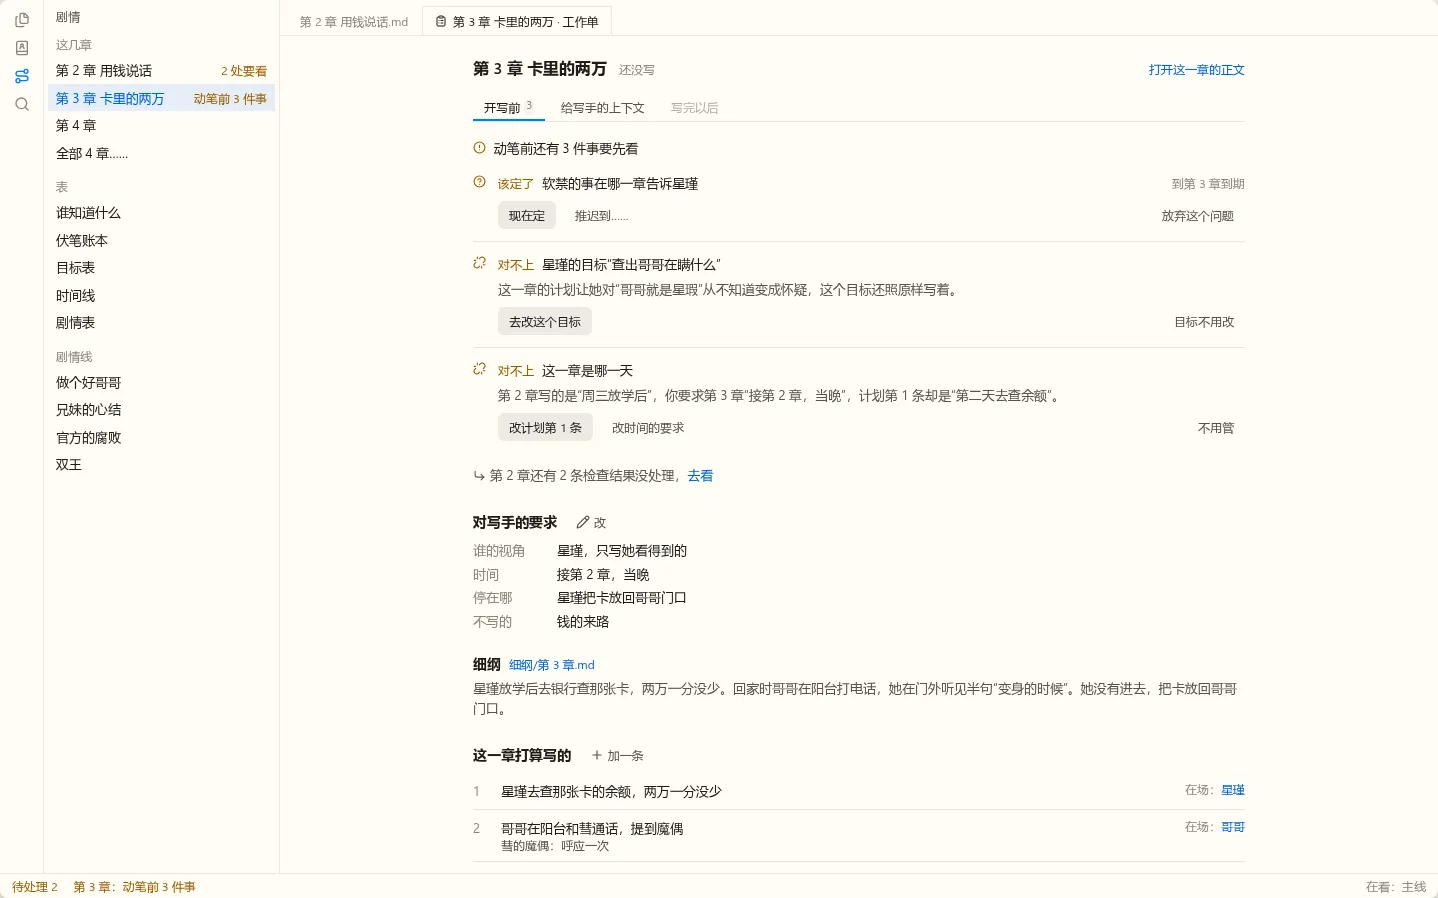 剧情
这几章
第 2 章 用钱说话 2 处要看
第 3 章 卡里的两万 动笔前 3 件事
第 4 章
全部 4 章……
表
谁知道什么
伏笔账本
目标表
时间线
剧情表
剧情线
做个好哥哥
兄妹的心结
官方的腐败
双王
第 2 章 用钱说话.md
第 3 章 卡里的两万 · 工作单
第 3 章 卡里的两万 还没写 打开这一章的正文
开写前 3 给写手的上下文 写完以后
动笔前还有 3 件事要先看
该定了 软禁的事在哪一章告诉星瑾 到第 3 章到期
现在定 推迟到…… 放弃这个问题
对不上 星瑾的目标“查出哥哥在瞒什么”
这一章的计划让她对“哥哥就是星瑕”从不知道变成怀疑，这个目标还照原样写着。
去改这个目标 目标不用改
对不上 这一章是哪一天
第 2 章写的是“周三放学后”，你要求第 3 章“接第 2 章，当晚”，计划第 1 条却是“第二天去查余额”。
改计划第 1 条 改时间的要求 不用管
第 2 章还有 2 条检查结果没处理，去看
对写手的要求 改
谁的视角 星瑾，只写她看得到的
时间 接第 2 章，当晚
停在哪 星瑾把卡放回哥哥门口
不写的 钱的来路
细纲 细纲/第 3 章.md
星瑾放学后去银行查那张卡，两万一分没少。回家时哥哥在阳台打电话，她在门外听见半句“变身的时候”。她没有进去，把卡放回哥哥
门口。
这一章打算写的 加一条
1 星瑾去查那张卡的余额，两万一分没少 在场：星瑾
2 哥哥在阳台和彗通话，提到魔偶 在场：哥哥
彗的魔偶：呼应一次
待处理 2 第 3 章：动笔前 3 件事 在看：主线